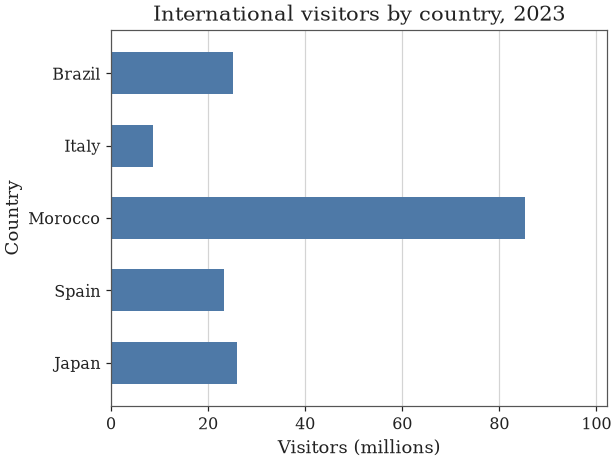 International visitors by country, 2023
Country
Brazil
Italy
Morocco
Spain
Japan
0 20 40 60 80 100
Visitors (millions)